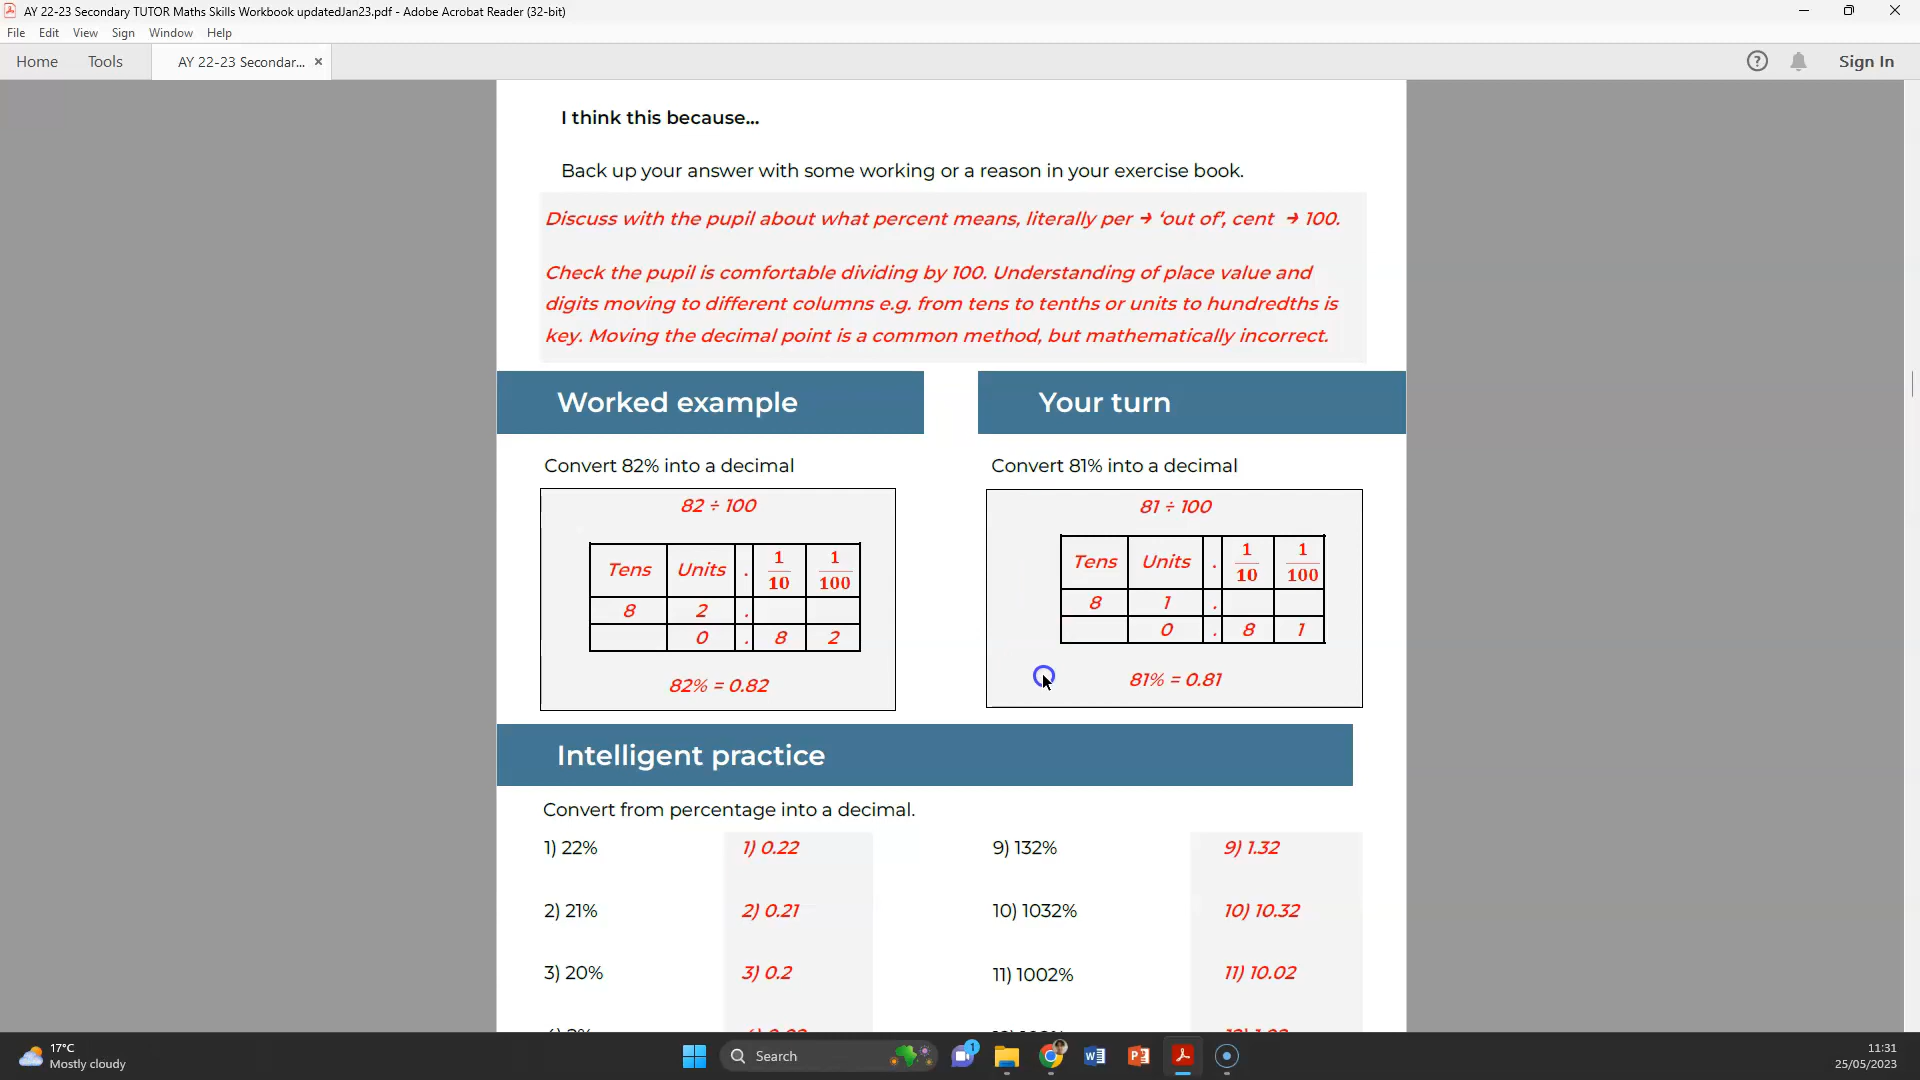 AY 22-23 Secondary TUTOR Maths Skills Workbook updatedJan23.pdf - Adobe Acrobat Reader (32-bit)
File Edit View Sign Window Help
Home Tools AY 22-23 Secondar... × ? Sign In
I think this because...
Back up your answer with some working or a reason in your exercise book.
Discuss with the pupil about what percent means, literally per → ‘out of’, cent → 100.
Check the pupil is comfortable dividing by 100. Understanding of place value and
digits moving to different columns e.g. from tens to tenths or units to hundredths is
key. Moving the decimal point is a common method, but mathematically incorrect.
Worked example
Convert 82% into a decimal
82 ÷ 100
Tens Units . 1/10 1/100
8 2 .
0 . 8 2
82% = 0.82
Your turn
Convert 81% into a decimal
81 ÷ 100
Tens Units . 1/10 1/100
8 1 .
0 . 8 1
81% = 0.81
Intelligent practice
Convert from percentage into a decimal.
1) 22% 1) 0.22 9) 132% 9) 1.32
2) 21% 2) 0.21 10) 1032% 10) 10.32
3) 20% 3) 0.2 11) 1002% 11) 10.02
17°C
Mostly cloudy
Search
1
11:31
25/05/2023